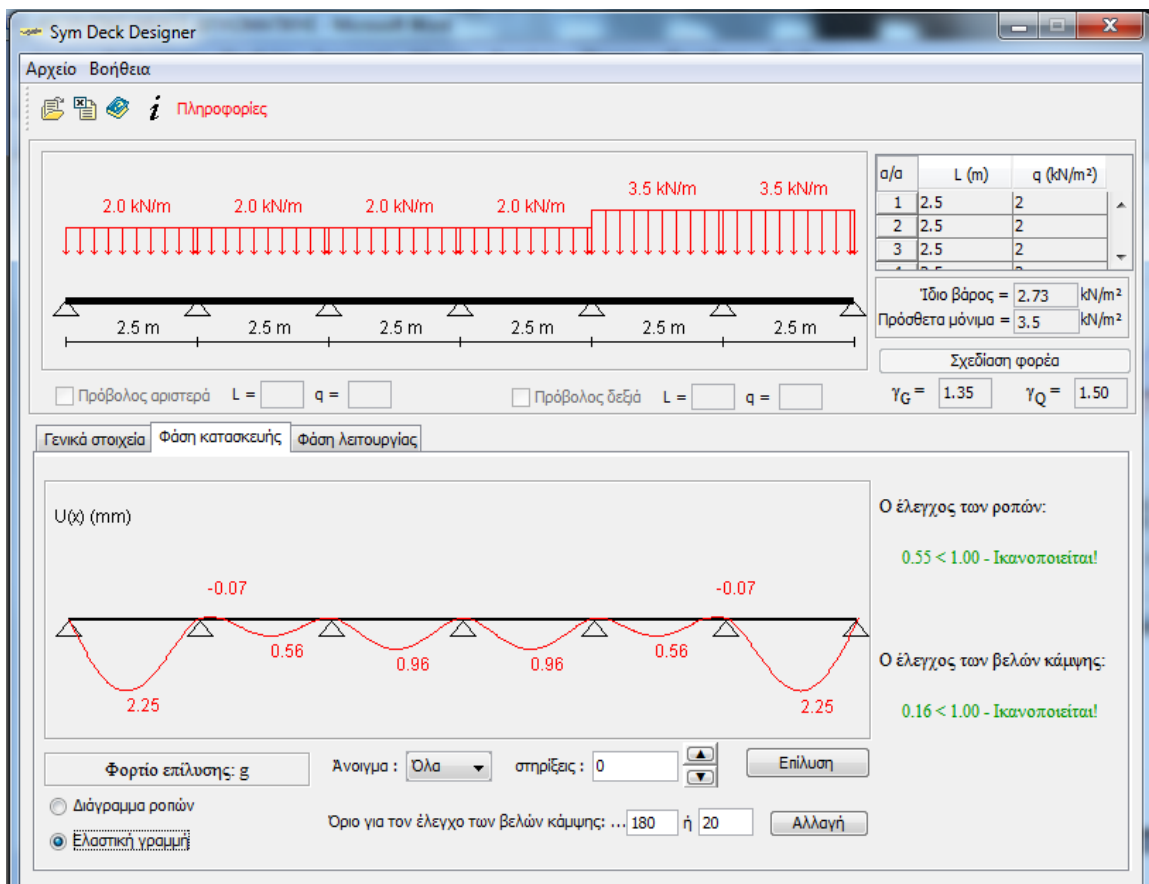 Sym Deck Designer
Αρχείο Βοήθεια
i Πληροφορίες
2.0 kN/m 2.0 kN/m 2.0 kN/m 2.0 kN/m 3.5 kN/m 3.5 kN/m
2.5 m 2.5 m 2.5 m 2.5 m 2.5 m 2.5 m
Πρόβολος αριστερά L = q = Πρόβολος δεξιά L = q =
α/α L (m) q (kN/m²)
1 2.5 2
2 2.5 2
3 2.5 2
Ίδιο βάρος = 2.73 kN/m²
Πρόσθετα μόνιμα = 3.5 kN/m²
Σχεδίαση φορέα
γG = 1.35 γQ = 1.50
Γενικά στοιχεία Φάση κατασκευής Φάση λειτουργίας
U(x) (mm)
-0.07 -0.07
0.56 0.96 0.96 0.56
2.25 2.25
Ο έλεγχος των ροπών:
0.55 < 1.00 - Ικανοποιείται!
Ο έλεγχος των βελών κάμψης:
0.16 < 1.00 - Ικανοποιείται!
Φορτίο επίλυσης: g
Άνοιγμα : Όλα στηρίξεις : 0 Επίλυση
Διάγραμμα ροπών
Ελαστική γραμμή
Όριο για τον έλεγχο των βελών κάμψης: ... 180 ή 20 Αλλαγή